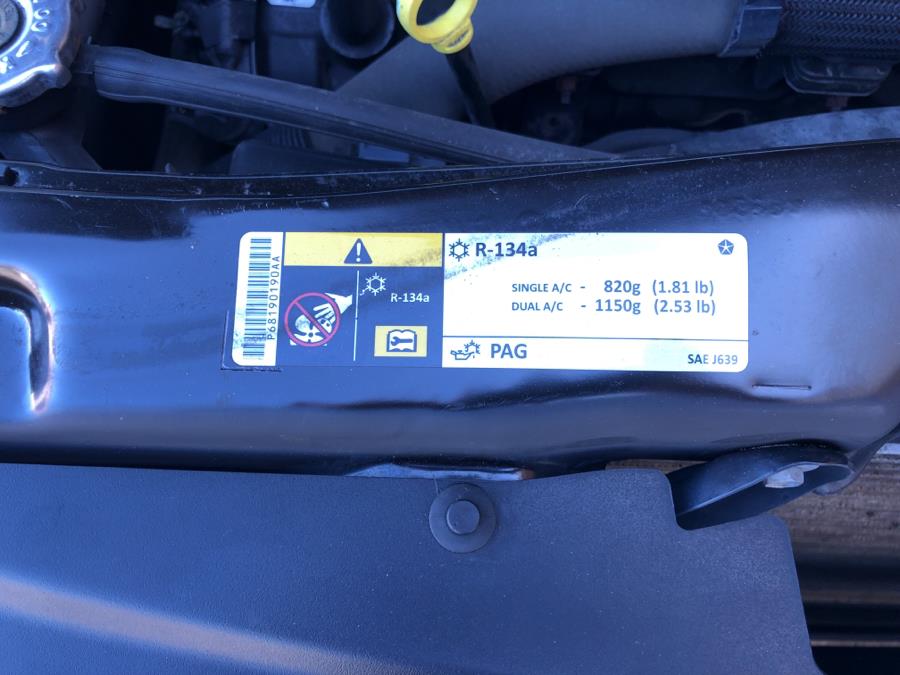 P68190190AA
R-134a
R-134a
SINGLE A/C - 820g (1.81 lb)
DUAL A/C - 1150g (2.53 lb)
PAG
SAE J639